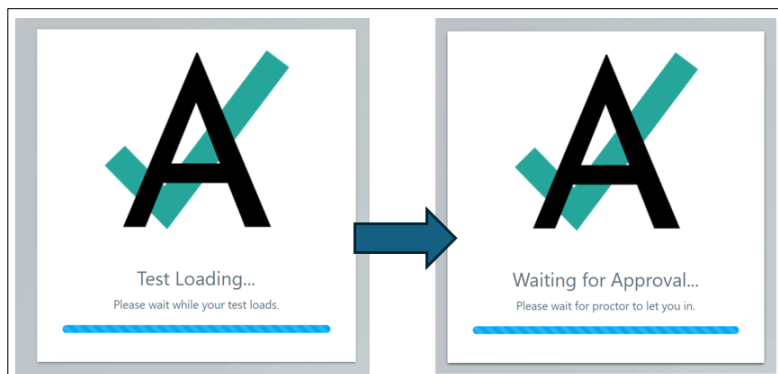 A
Test Loading...
Please wait while your test loads.
A
Waiting for Approval...
Please wait for proctor to let you in.